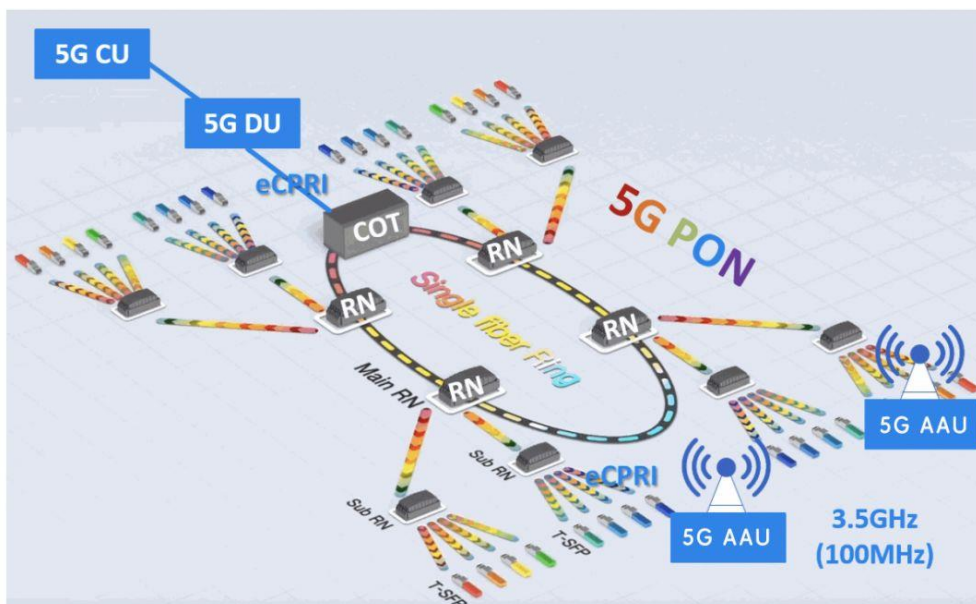 5G CU
5G DU
eCPRI
COT
RN
5G PON
RN
Single fiber Ring
RN
RN
Main RN
5G AAU
Sub RN
eCPRI
5G AAU
3.5GHz
(100MHz)
Sub RN
T-SFP
T-SFP